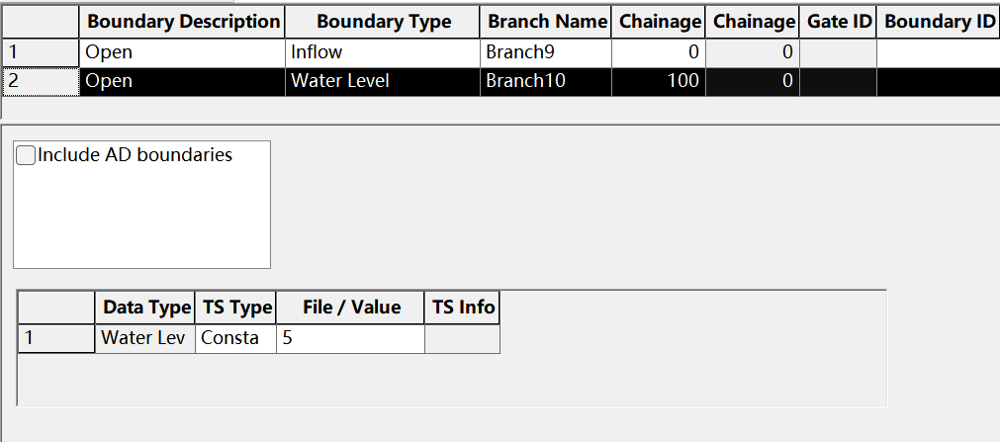 Boundary Description Boundary Type Branch Name Chainage Chainage Gate ID Boundary ID
1 Open Inflow Branch9 0 0
2 Open Water Level Branch10 100 0
Include AD boundaries
Data Type TS Type File / Value TS Info
1 Water Lev Consta 5